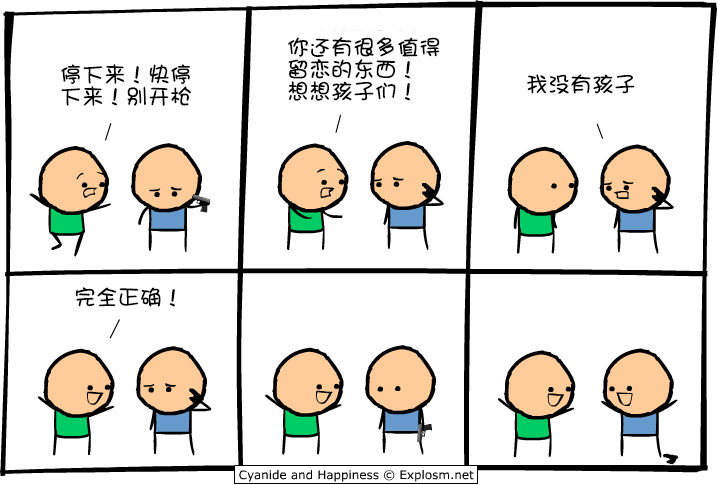 停下来！快停
下来！别开枪
你还有很多值得
留恋的东西！
想想孩子们！
我没有孩子
完全正确！
Cyanide and Happiness © Explosm.net